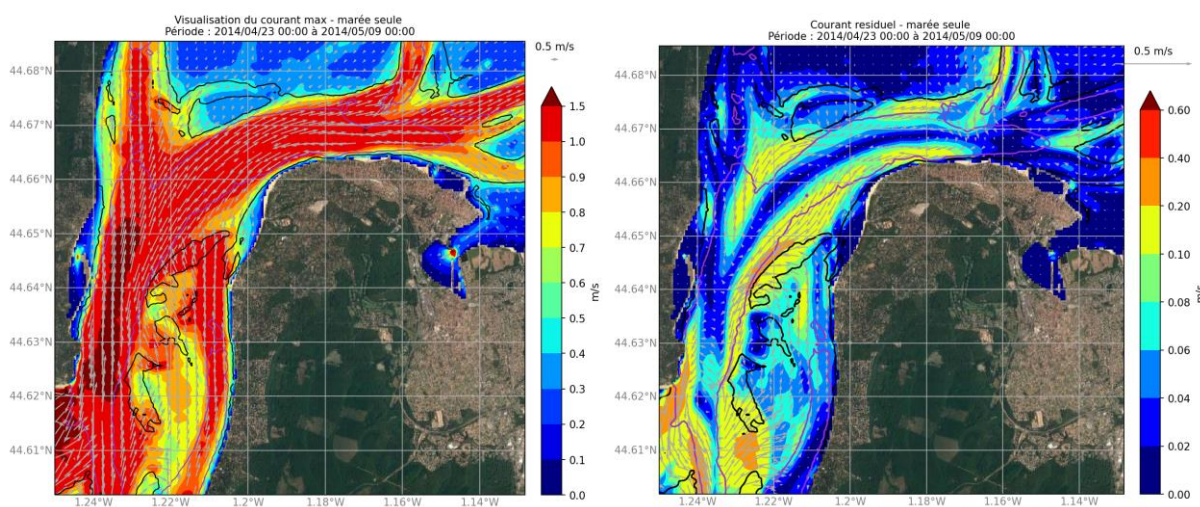 Visualisation du courant max - marée seule
Période : 2014/04/23 00:00 à 2014/05/09 00:00
0.5 m/s
44.68°N
44.67°N
44.66°N
44.65°N
44.64°N
44.63°N
44.62°N
44.61°N
1.24°W 1.22°W 1.2°W 1.18°W 1.16°W 1.14°W
1.5
1.0
0.9
0.8
0.7
0.6
0.5
0.4
0.3
0.2
0.1
0.0
m/s
Courant residuel - marée seule
Période : 2014/04/23 00:00 à 2014/05/09 00:00
0.5 m/s
44.68°N
44.67°N
44.66°N
44.65°N
44.64°N
44.63°N
44.62°N
44.61°N
1.24°W 1.22°W 1.2°W 1.18°W 1.16°W 1.14°W
0.60
0.40
0.20
0.10
0.08
0.06
0.04
0.02
0.00
m/s